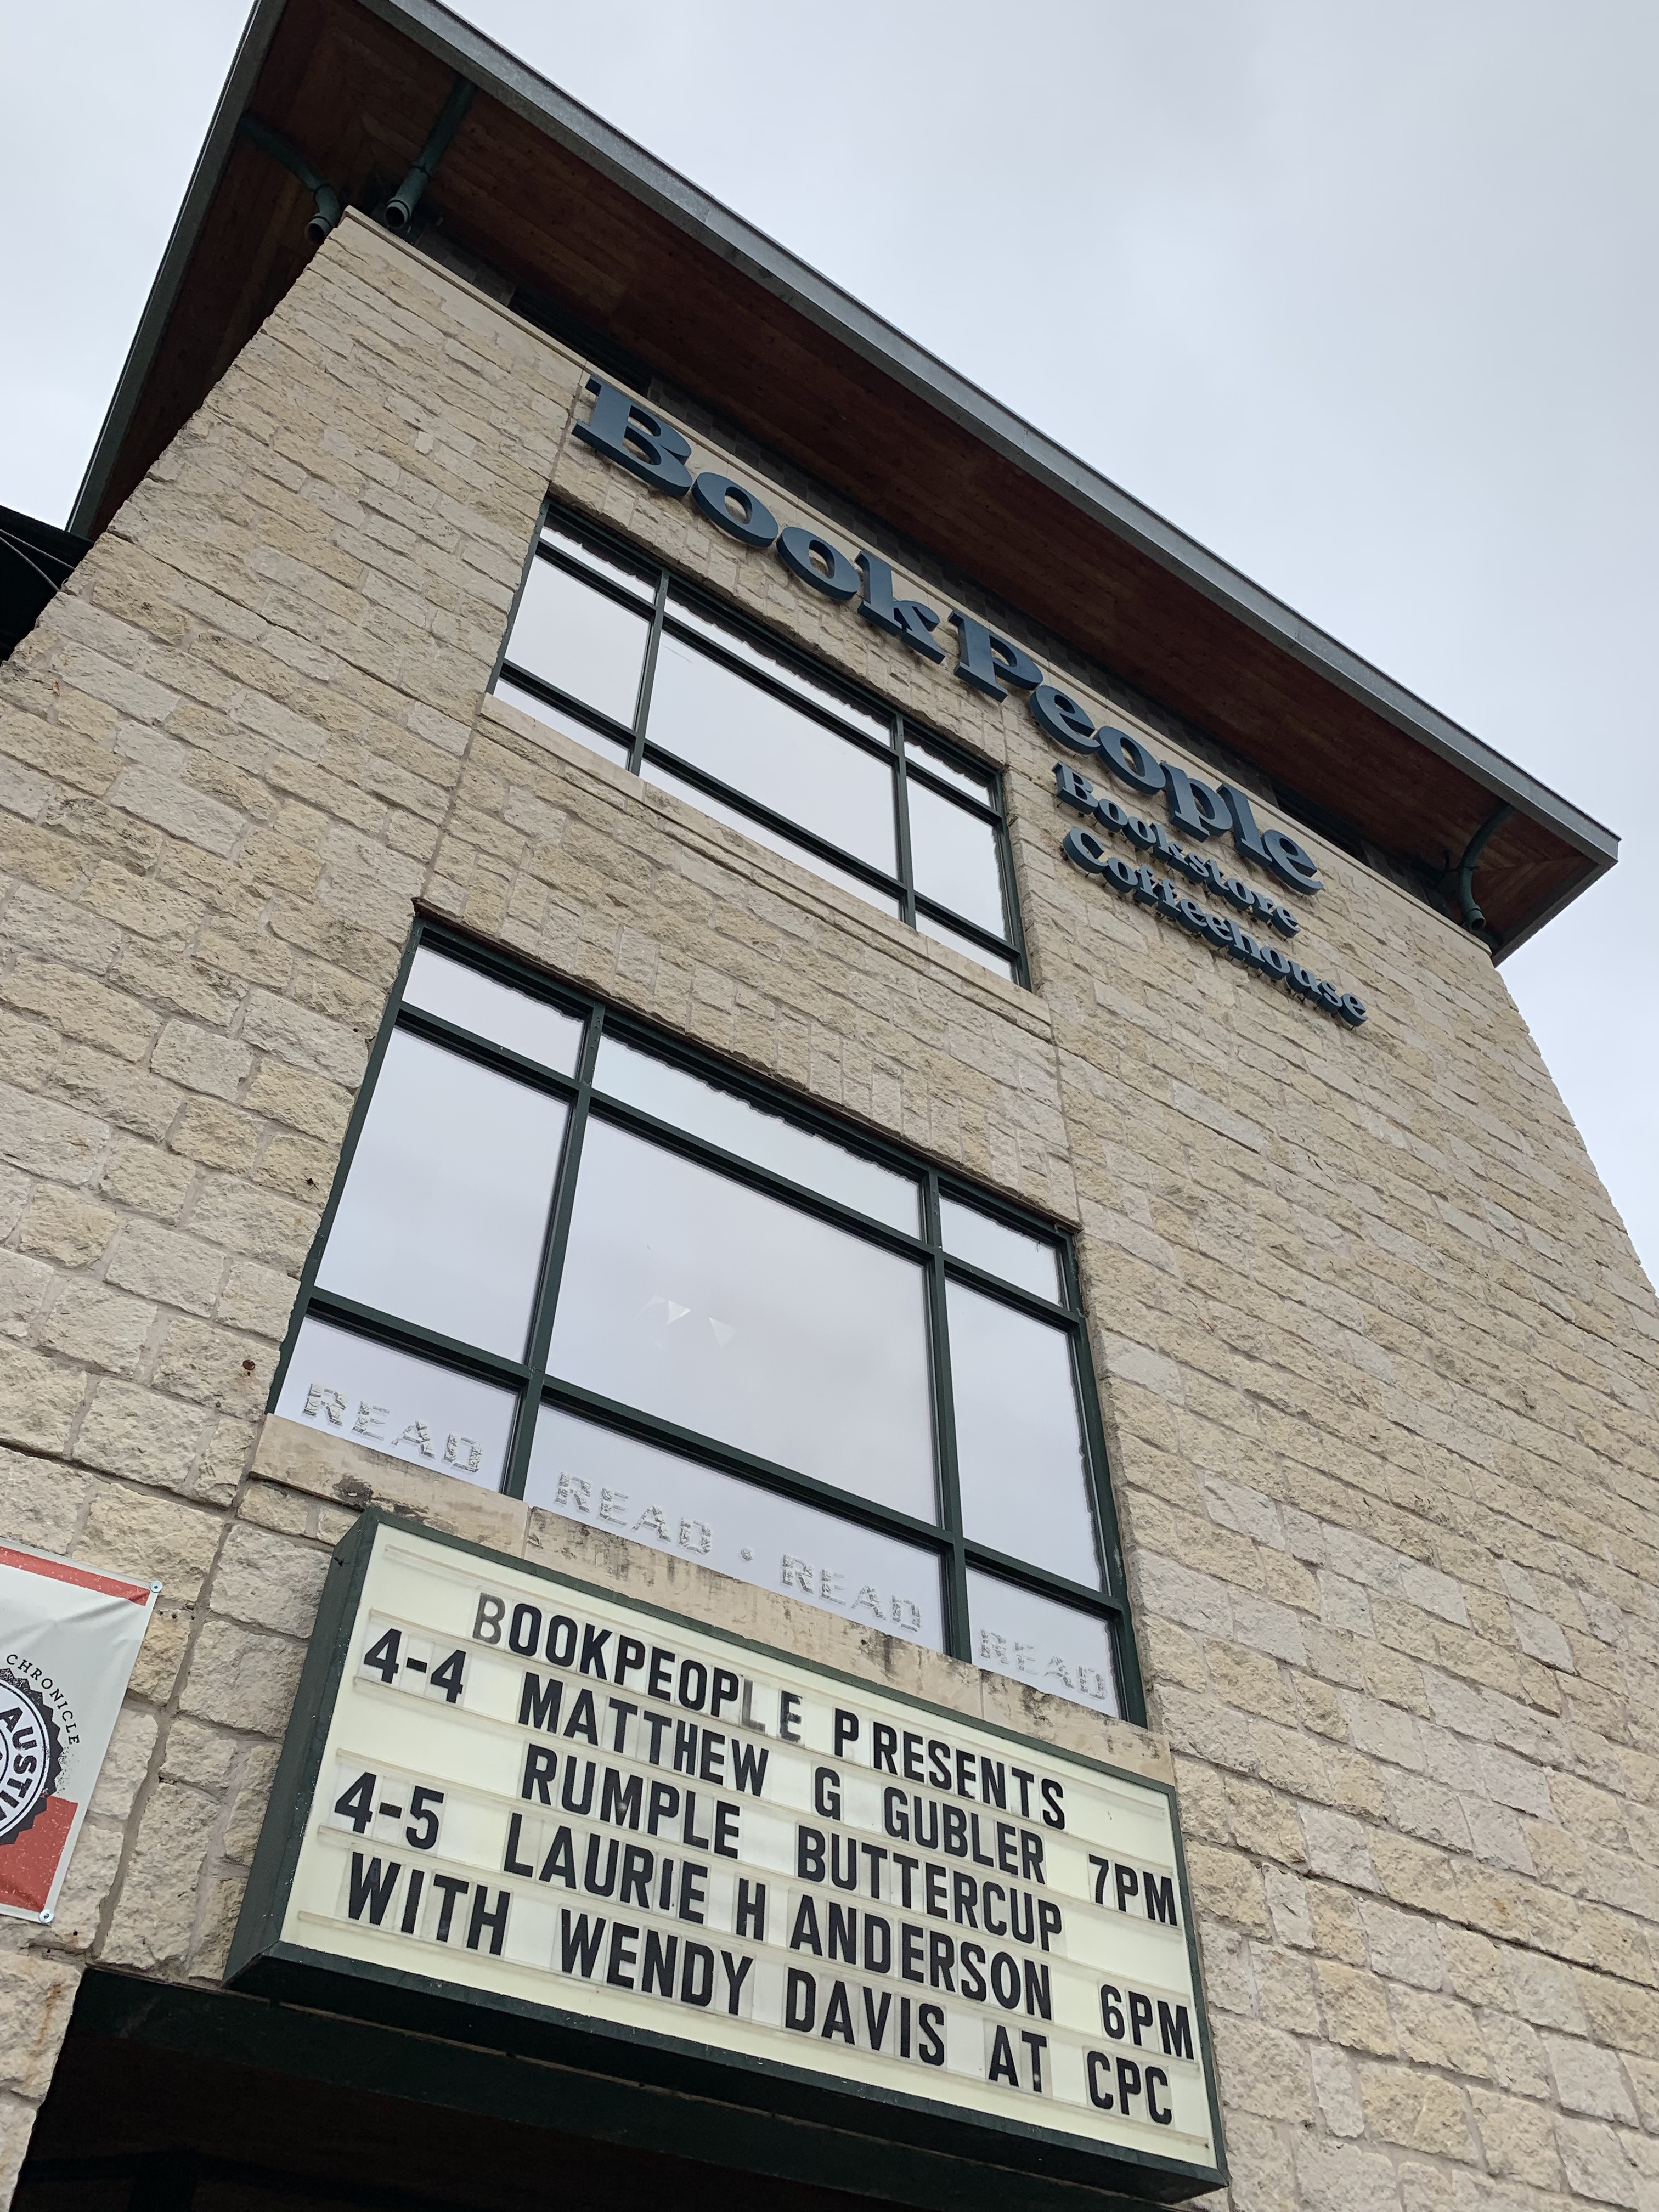 BookPeople
Bookstore
Coffeehouse
READ
READ • READ
READ
BOOKPEOPLE PRESENTS
4-4 MATTHEW G GUBLER 7PM
RUMPLE BUTTERCUP
4-5 LAURIE H ANDERSON 6PM
WITH WENDY DAVIS AT CPC
CHRONICLE